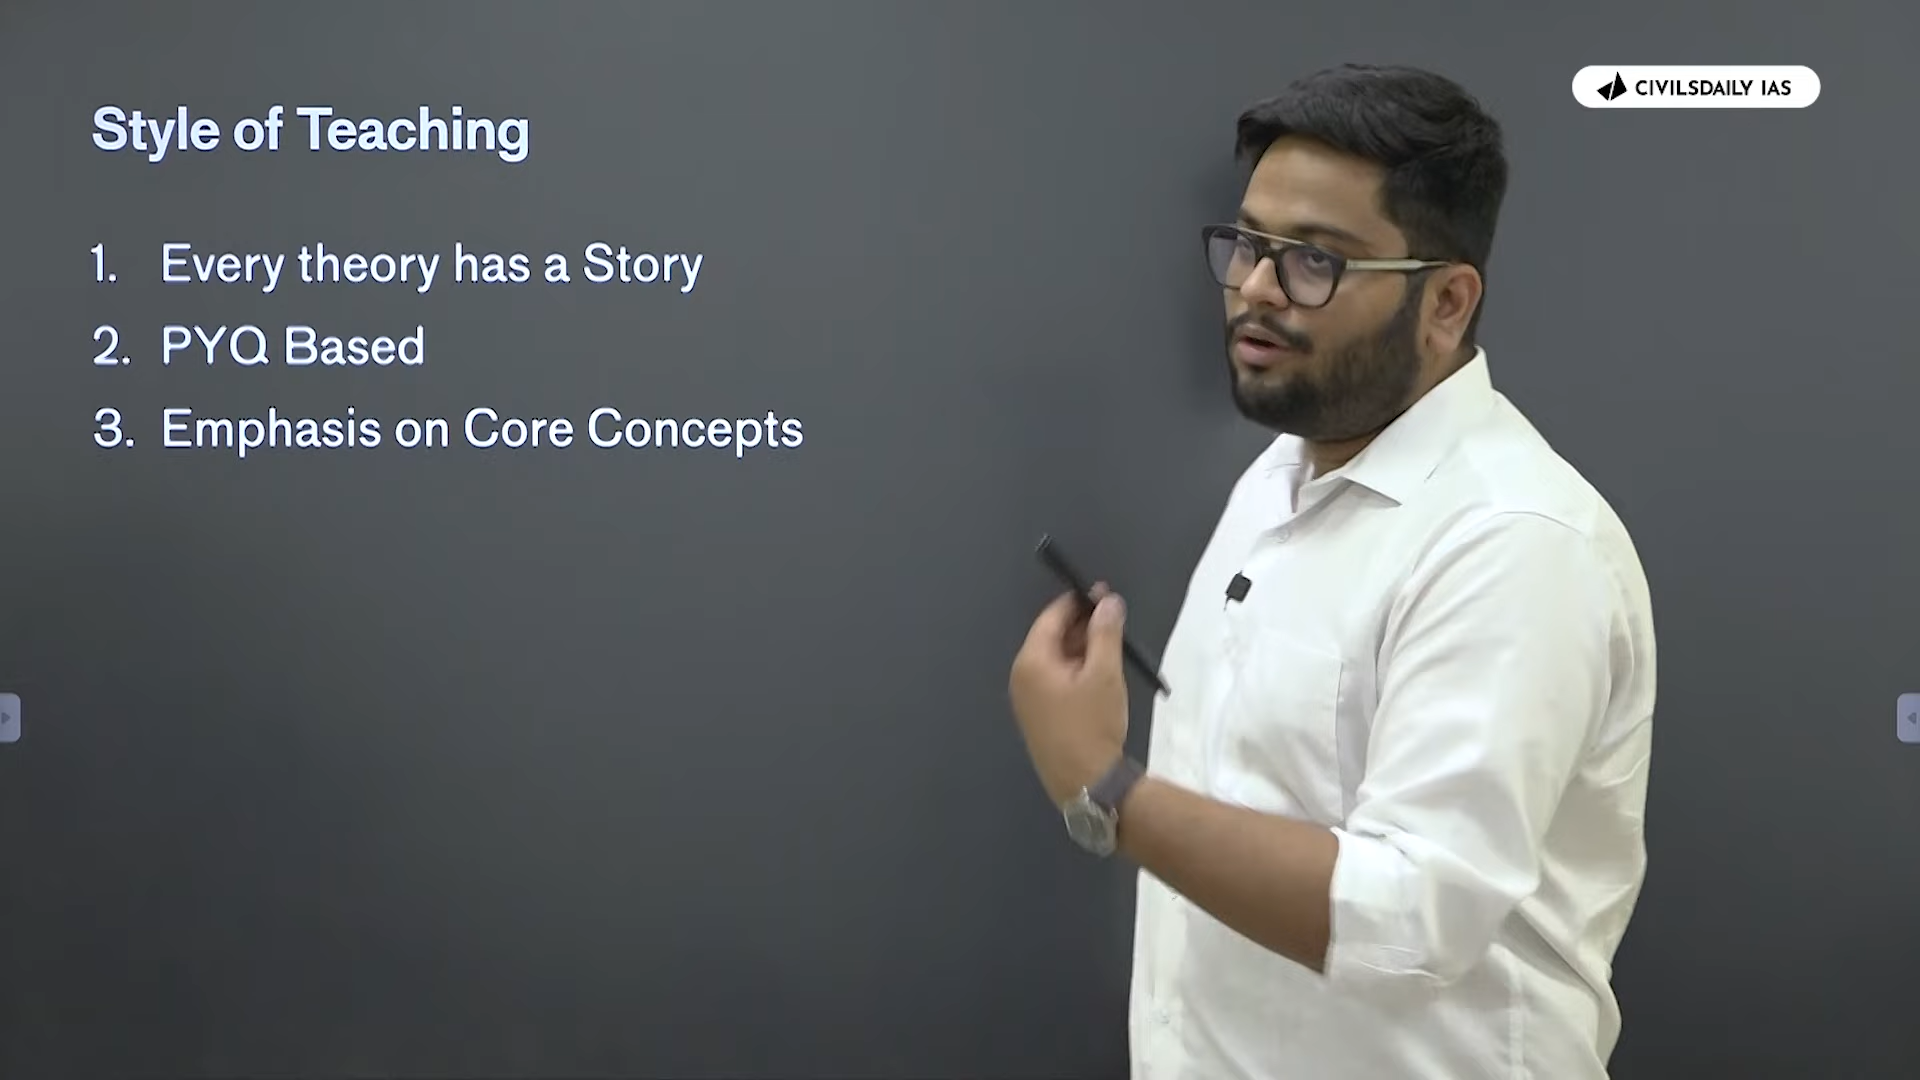 CIVILSDAILY IAS
Style of Teaching
1. Every theory has a Story
2. PYQ Based
3. Emphasis on Core Concepts